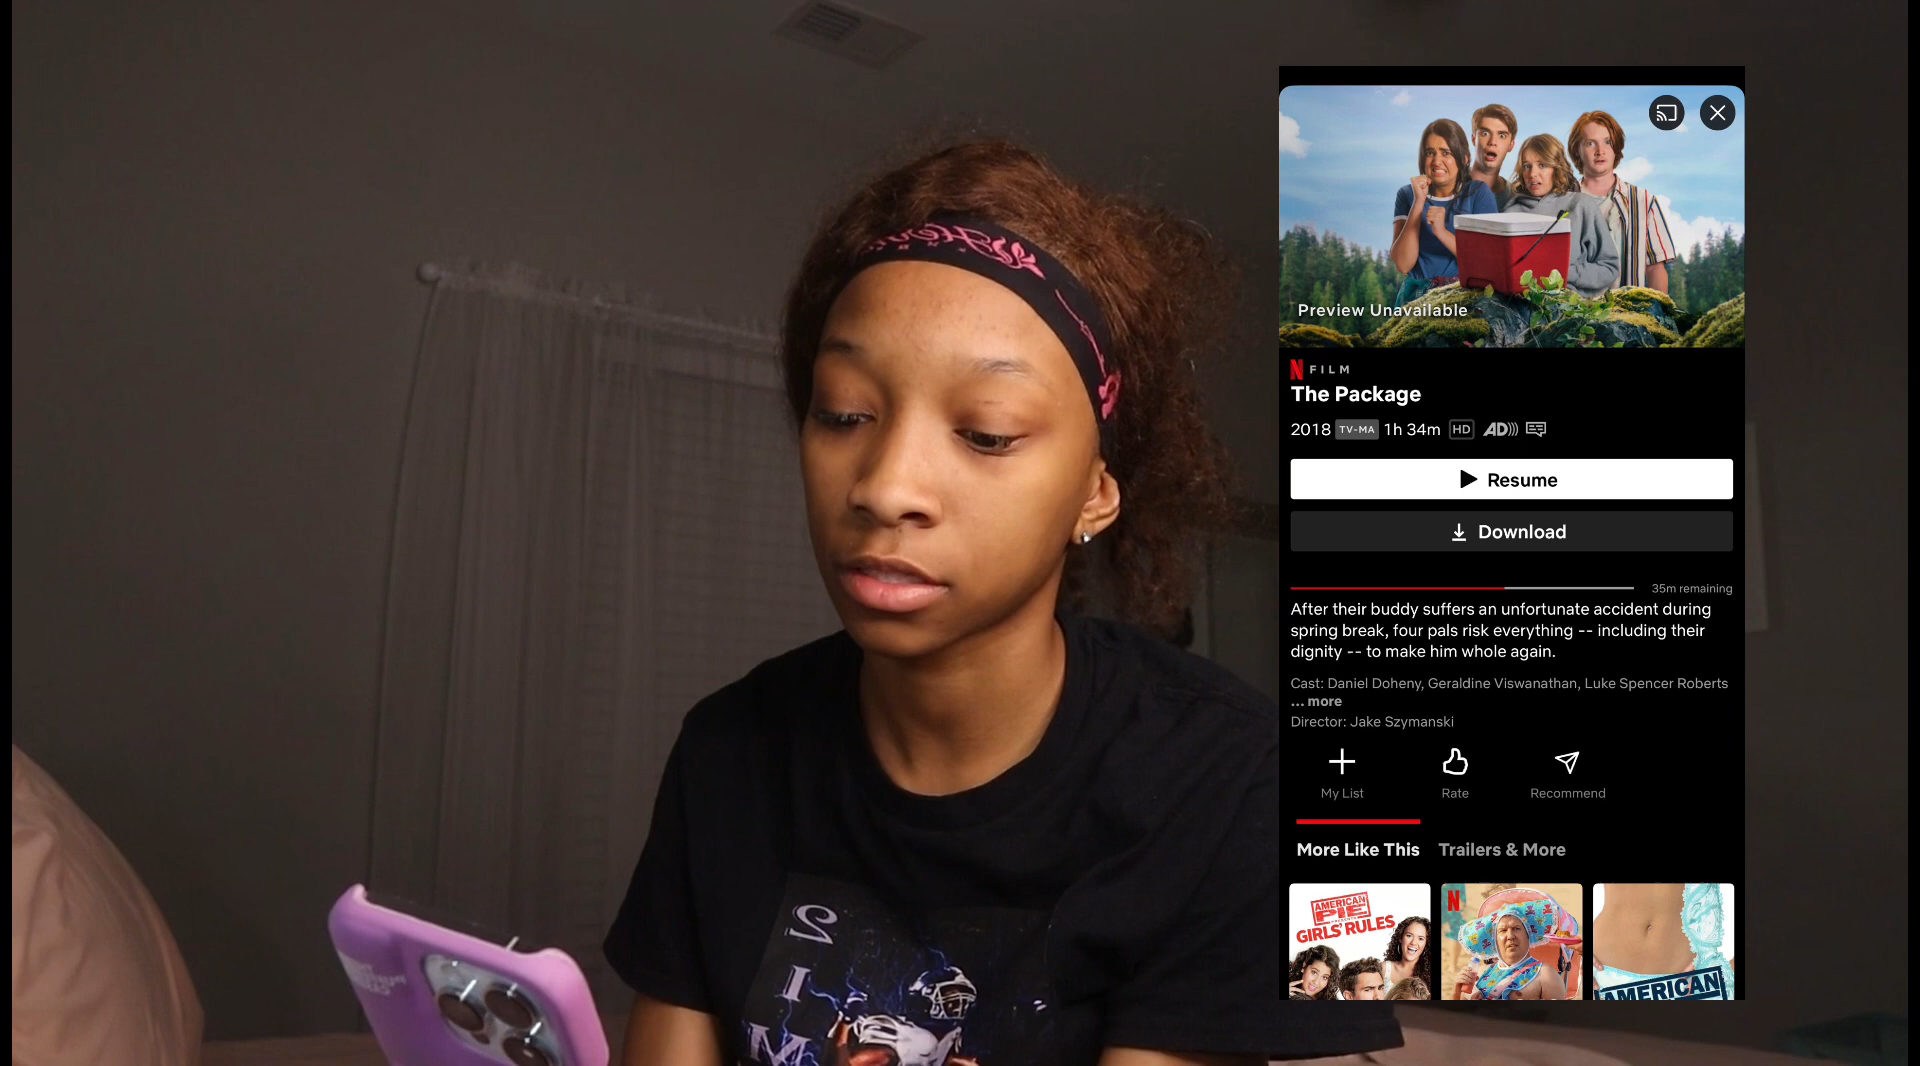 Preview Unavailable
N FILM
The Package
2018 TV-MA 1h 34m HD AD)))
Resume
Download
35m remaining
After their buddy suffers an unfortunate accident during
spring break, four pals risk everything -- including their
dignity -- to make him whole again.
Cast: Daniel Doheny, Geraldine Viswanathan, Luke Spencer Roberts
... more
Director: Jake Szymanski
My List Rate Recommend
More Like This Trailers & More
AMERICAN
PIE
PRESENTS
GIRLS' RULES
N
AMERICAN
SIM